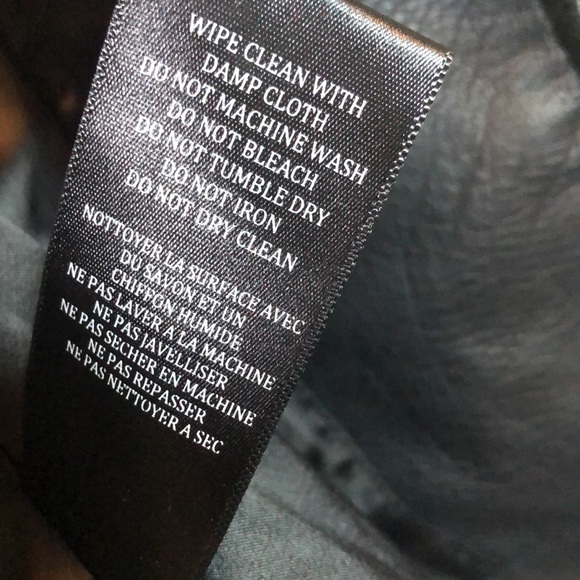 WIPE CLEAN WITH
DAMP CLOTH
DO NOT MACHINE WASH
DO NOT BLEACH
DO NOT TUMBLE DRY
DO NOT IRON
DO NOT DRY CLEAN
NOTTOYER LA SURFACE AVEC
DU SAVON ET UN
CHIFFON HUMIDE
NE PAS LAVER A LA MACHINE
NE PAS JAVELLISER
NE PAS SECHER EN MACHINE
NE PAS REPASSER
NE PAS NETTOYER A SEC